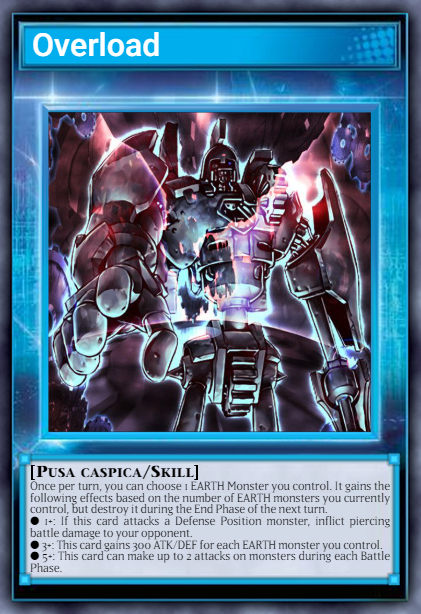 Overload
[Pusa caspica/Skill]
Once per turn, you can choose 1 EARTH Monster you control. It gains the
following effects based on the number of EARTH monsters you currently
control, but destroy it during the End Phase of the next turn.
● 1+: If this card attacks a Defense Position monster, inflict piercing
battle damage to your opponent.
● 3+: This card gains 300 ATK/DEF for each EARTH monster you control.
● 5+: This card can make up to 2 attacks on monsters during each Battle
Phase.